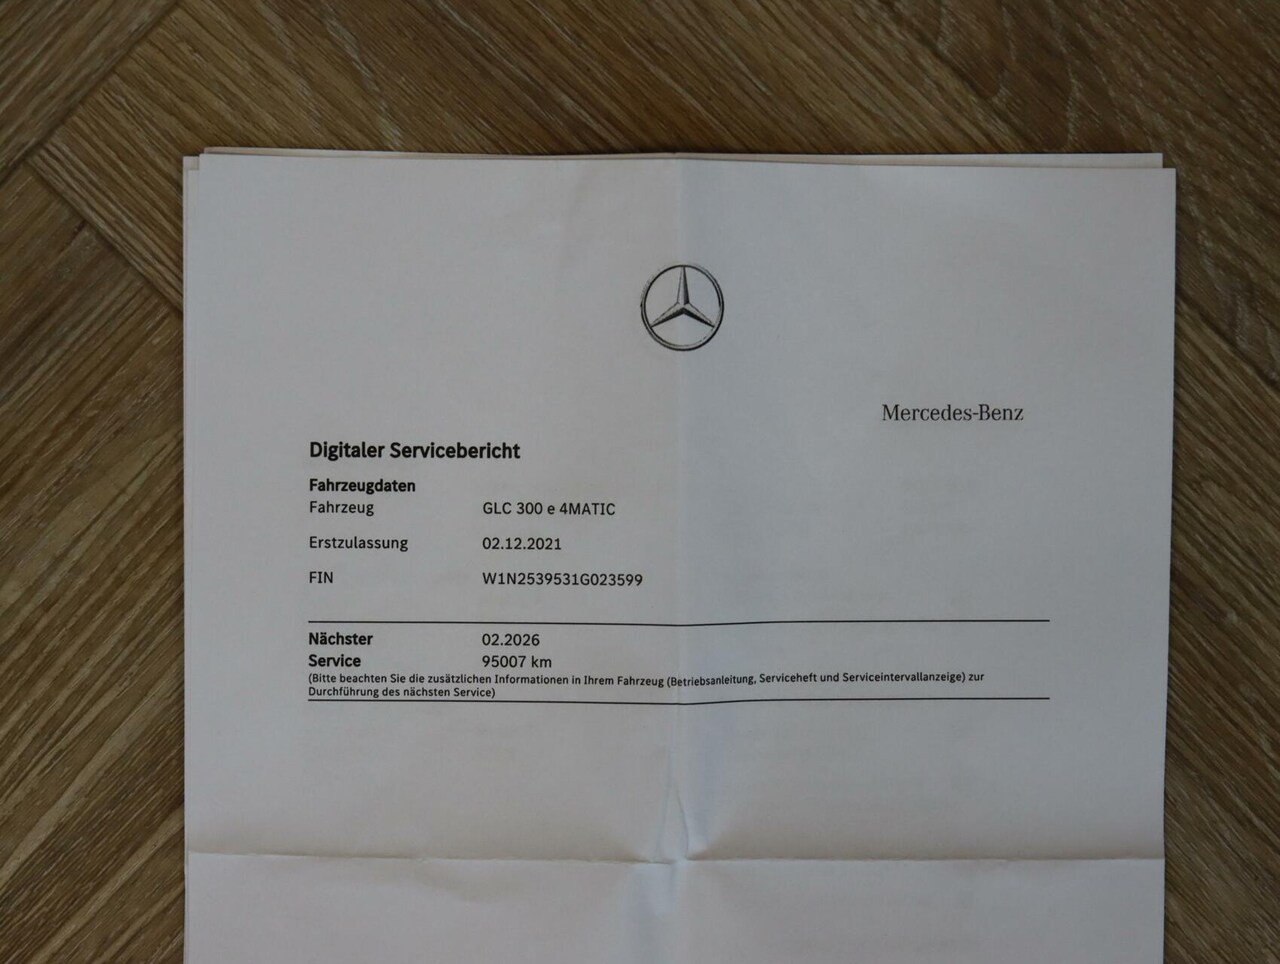 Mercedes-Benz
Digitaler Servicebericht
Fahrzeugdaten
Fahrzeug GLC 300 e 4MATIC
Erstzulassung 02.12.2021
FIN W1N2539531G023599
Nächster 02.2026
Service 95007 km
(Bitte beachten Sie die zusätzlichen Informationen in Ihrem Fahrzeug (Betriebsanleitung, Serviceheft und Serviceintervallanzeige) zur
Durchführung des nächsten Service)